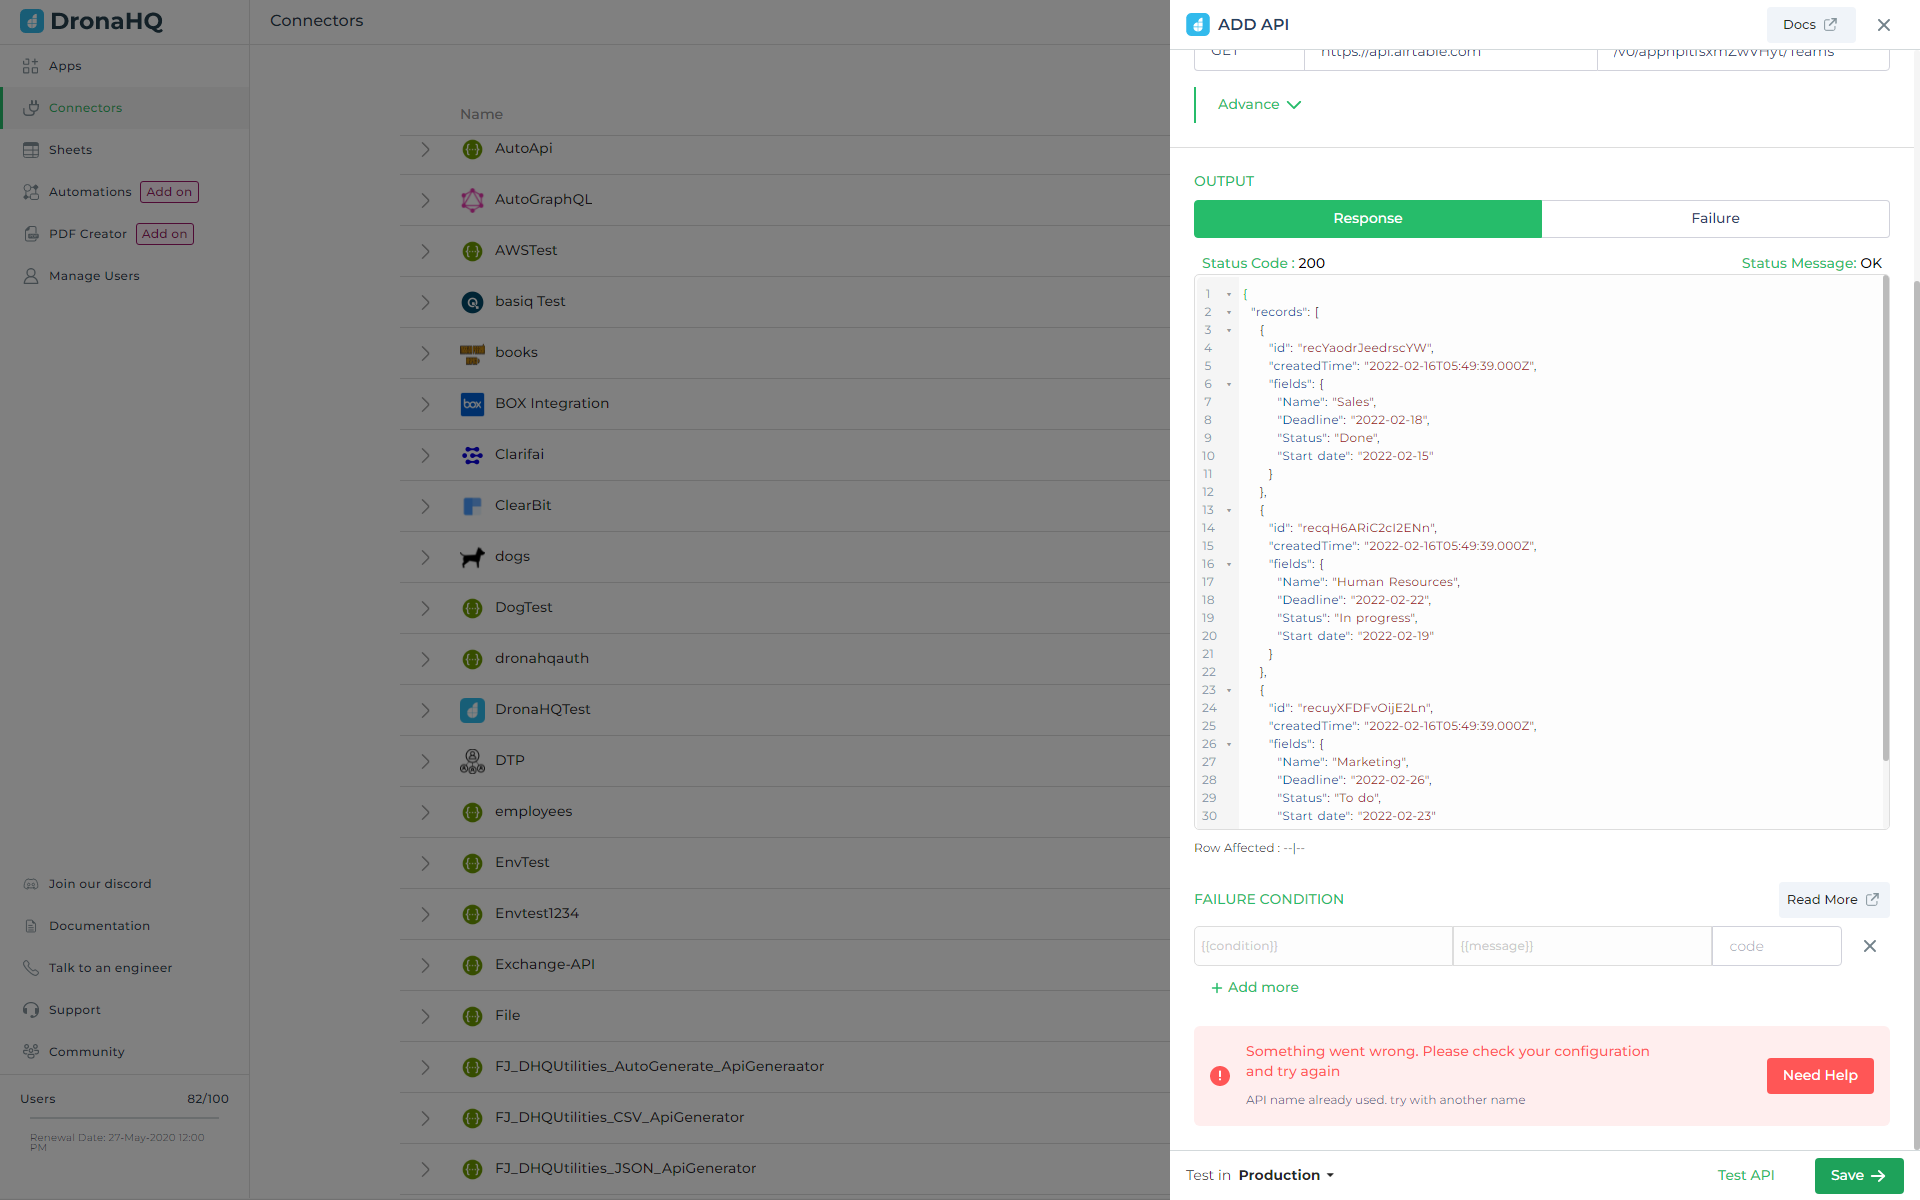 DronaHQ
Apps
Connectors
Sheets
Automations Add on
PDF Creator Add on
Manage Users
Join our discord
Documentation
Talk to an engineer
Support
Community
Users 82/100
Renewal Date: 27-May-2020 12:00
PM
Connectors
Name
AutoApi
AutoGraphQL
AWSTest
basiq Test
books
box BOX Integration
Clarifai
ClearBit
dogs
DogTest
dronahqauth
DronaHQTest
DTP
employees
EnvTest
Envtest1234
Exchange-API
File
FJ_DHQUtilities_AutoGenerate_ApiGeneraator
FJ_DHQUtilities_CSV_ApiGenerator
FJ_DHQUtilities_JSON_ApiGenerator
ADD API
Docs
GET https://api.airtable.com
Advance
OUTPUT
Response Failure
Status Code : 200 Status Message: OK
1 {
2 "records": [
3 {
4 "id": "recYaodrJeedrscYW",
5 "createdTime": "2022-02-16T05:49:39.000Z",
6 "fields": {
7 "Name": "Sales",
8 "Deadline": "2022-02-18",
9 "Status": "Done",
10 "Start date": "2022-02-15"
11 }
12 },
13 {
14 "id": "recqH6ARiC2cI2ENn",
15 "createdTime": "2022-02-16T05:49:39.000Z",
16 "fields": {
17 "Name": "Human Resources",
18 "Deadline": "2022-02-22",
19 "Status": "In progress",
20 "Start date": "2022-02-19"
21 }
22 },
23 {
24 "id": "recuyXFDFvOijE2Ln",
25 "createdTime": "2022-02-16T05:49:39.000Z",
26 "fields": {
27 "Name": "Marketing",
28 "Deadline": "2022-02-26",
29 "Status": "To do",
30 "Start date": "2022-02-23"
Row Affected : --|--
FAILURE CONDITION
Read More
{{condition}} {{message}} code
+ Add more
Something went wrong. Please check your configuration
and try again
API name already used. try with another name
Need Help
Test in Production
Test API
Save